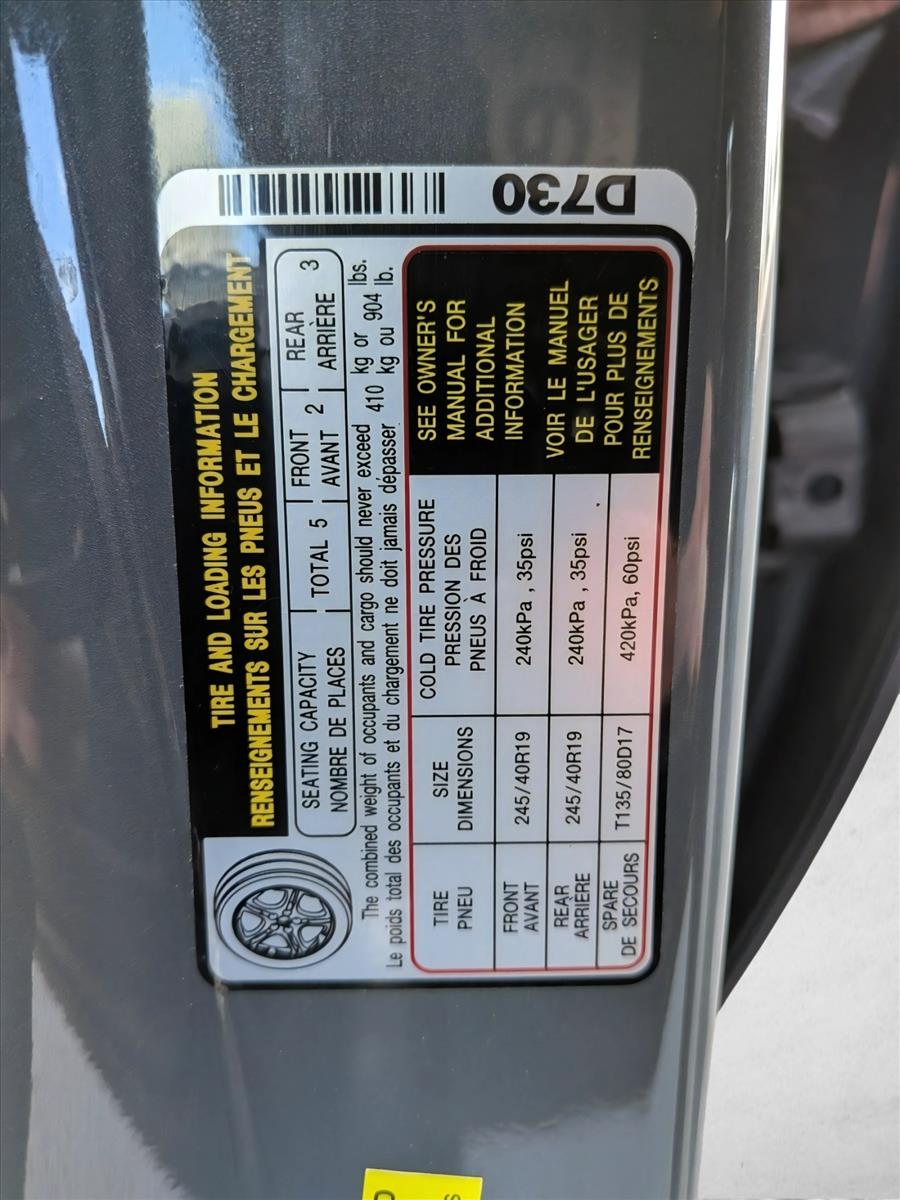 D730
TIRE AND LOADING INFORMATION
RENSEIGNEMENTS SUR LES PNEUS ET LE CHARGEMENT
SEATING CAPACITY TOTAL 5 FRONT 2 REAR 3
NOMBRE DE PLACES AVANT ARRIÈRE
The combined weight of occupants and cargo should never exceed 410 kg or 904 lbs.
Le poids total des occupants et du chargement ne doit jamais dépasser kg ou lb.
TIRE SIZE COLD TIRE PRESSURE
PNEU DIMENSIONS PRESSION DES
PNEUS À FROID
FRONT 245/40R19 240kPa , 35psi
AVANT
REAR 245/40R19 240kPa , 35psi
ARRIÈRE
SPARE T135/80D17 420kPa, 60psi
DE SECOURS
SEE OWNER'S
MANUAL FOR
ADDITIONAL
INFORMATION
VOIR LE MANUEL
DE L'USAGER
POUR PLUS DE
RENSEIGNEMENTS